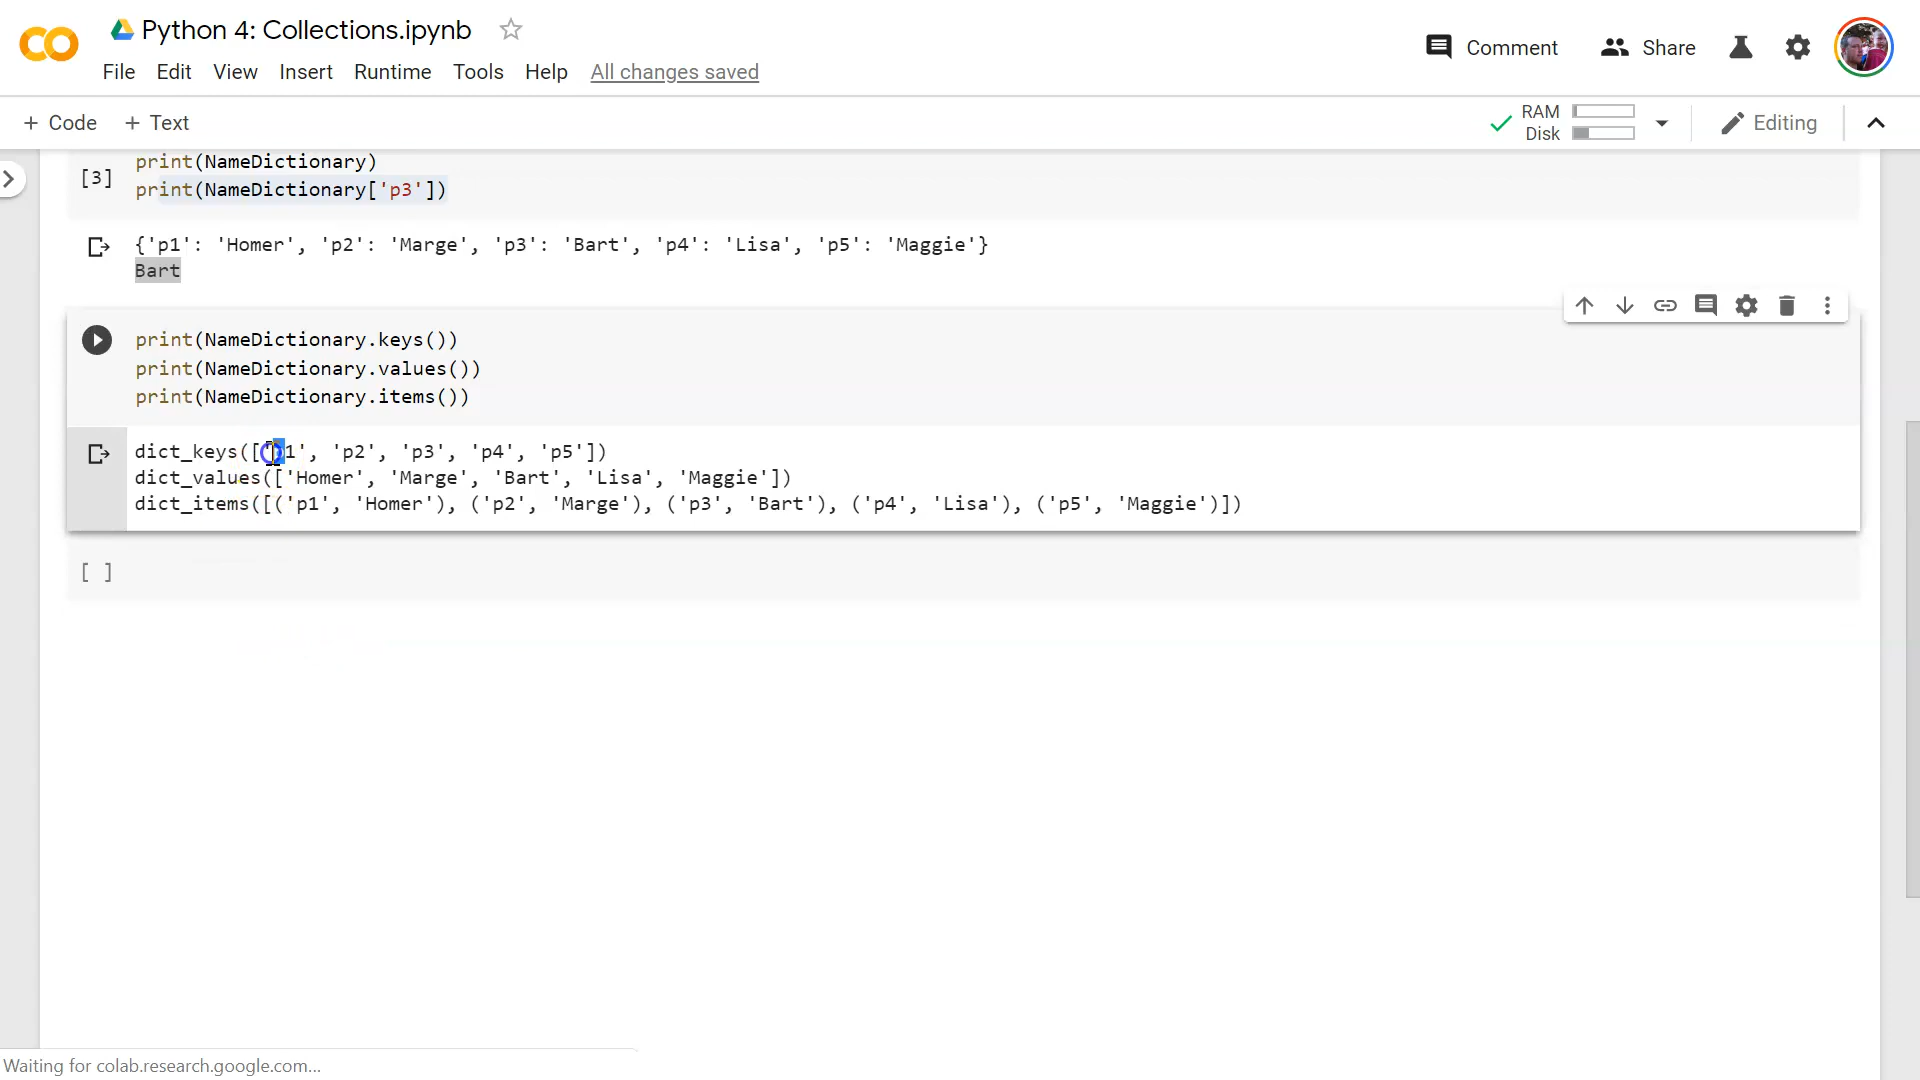 Python 4: Collections.ipynb
Comment
Share
File Edit View Insert Runtime Tools Help All changes saved
+ Code + Text
RAM
Disk
Editing
print(NameDictionary)
[3]
print(NameDictionary['p3'])
{'p1': 'Homer', 'p2': 'Marge', 'p3': 'Bart', 'p4': 'Lisa', 'p5': 'Maggie'}
Bart
print(NameDictionary.keys())
print(NameDictionary.values())
print(NameDictionary.items())
dict_keys(['p1', 'p2', 'p3', 'p4', 'p5'])
dict_values(['Homer', 'Marge', 'Bart', 'Lisa', 'Maggie'])
dict_items([('p1', 'Homer'), ('p2', 'Marge'), ('p3', 'Bart'), ('p4', 'Lisa'), ('p5', 'Maggie')])
[ ]
Waiting for colab.research.google.com...